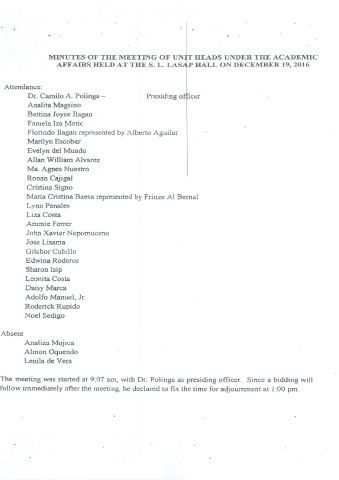 MINUTES OF THE MEETING OF UNIT HEADS UNDER THE ACADEMIC
AFFAIRS HELD AT THE S. L. LASAP HALL ON DECEMBER 19, 2016
Attendance:
Dr. Camilo A. Polinga – Presiding officer
Analita Magsino
Bettina Joyce Ilagan
Famela Iza Matic
Florindo Ilagan represented by Alberto Aguilar
Marilyn Escobar
Evelyn del Mundo
Allan William Alvarez
Ma. Agnes Nuestro
Ronan Cajigal
Cristina Signo
Maria Cristina Baesa represented by Frinze Al Bernal
Lynn Penales
Liza Costa
Ammie Ferrer
John Xavier Nepomuceno
Jose Lisama
Gilchor Cubillo
Edwina Roderos
Sharon Isip
Leonita Costa
Daisy Marca
Adolfo Manuel, Jr.
Roderick Rupido
Noel Sedigo
Absent
Analiza Mojica
Almon Oquendo
Lenila de Vera
The meeting was started at 9:07 am, with Dr. Polinga as presiding officer. Since a bidding will
follow immediately after the meeting, he declared to fix the time for adjournment at 1:00 pm.